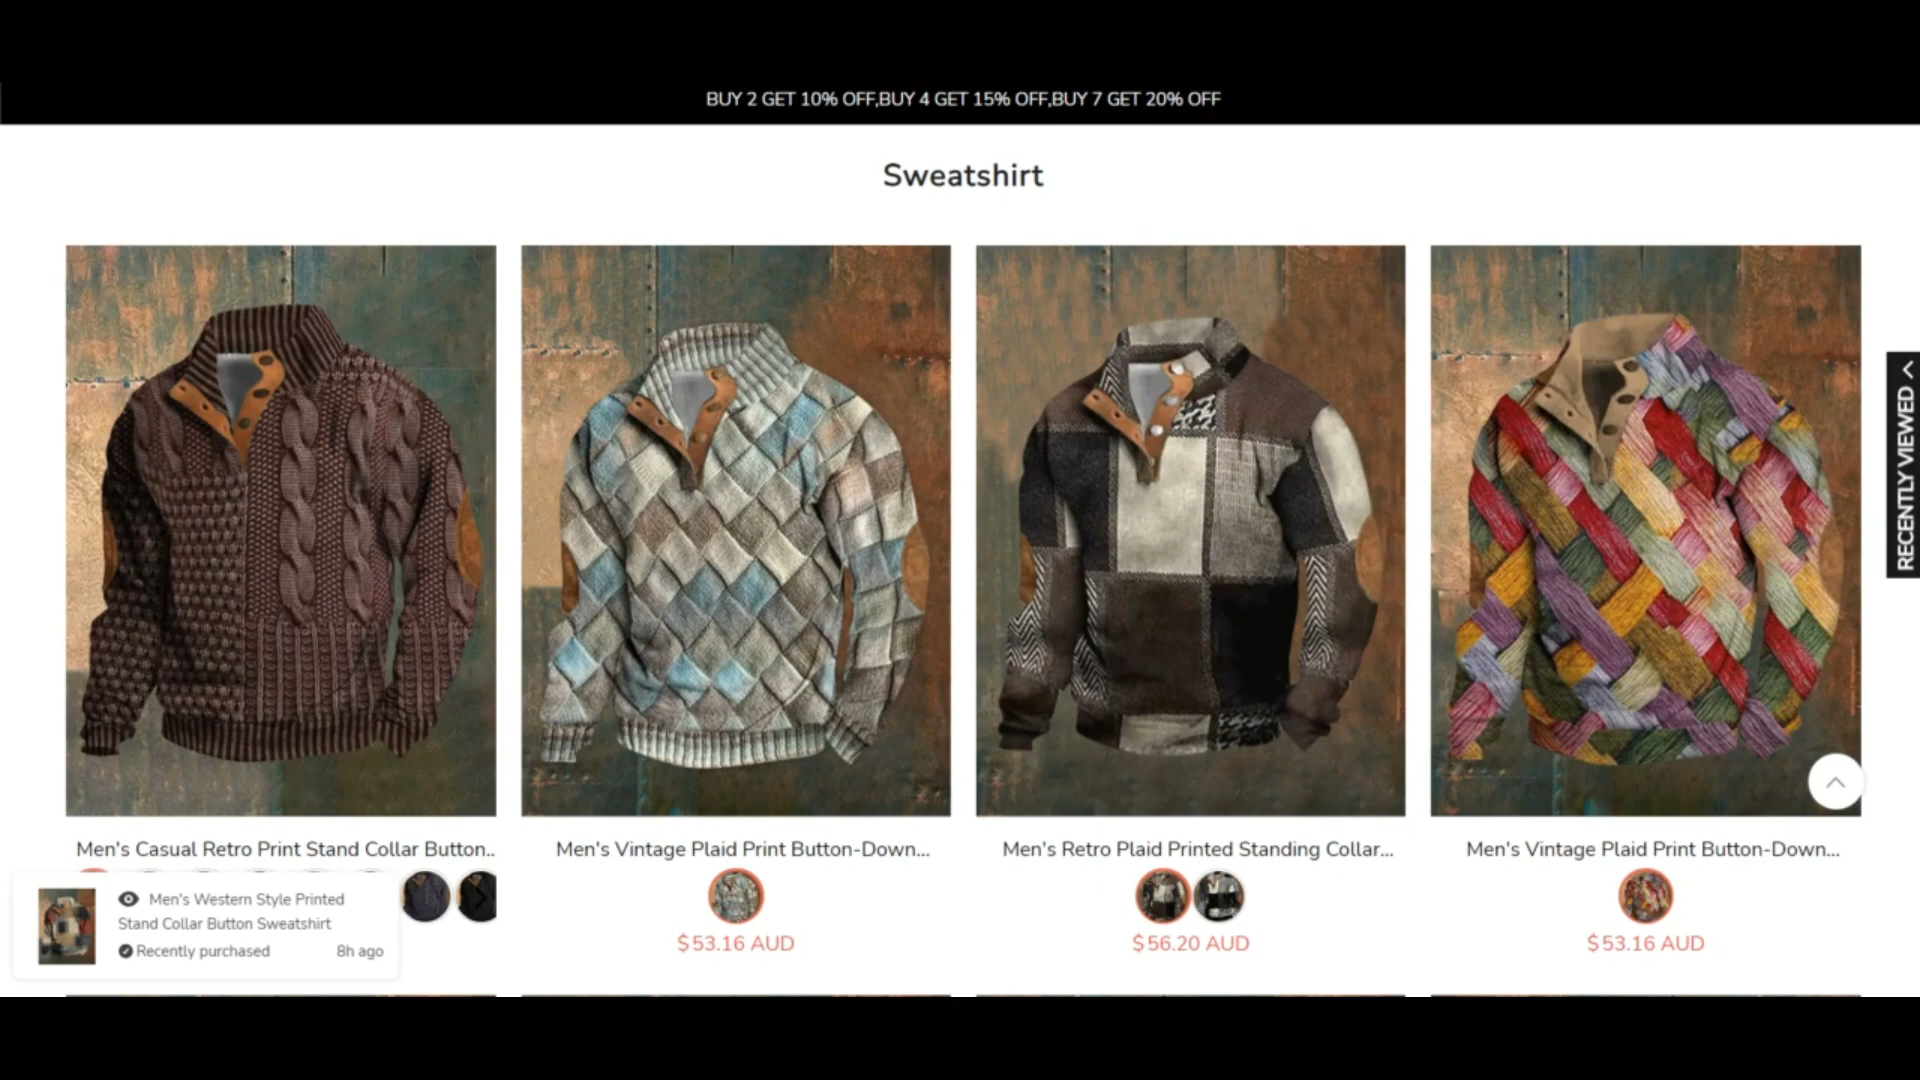 BUY 2 GET 10% OFF,BUY 4 GET 15% OFF,BUY 7 GET 20% OFF
Sweatshirt
RECENTLY VIEWED
Men's Casual Retro Print Stand Collar Button..
Men's Vintage Plaid Print Button-Down...
Men's Retro Plaid Printed Standing Collar...
Men's Vintage Plaid Print Button-Down...
Men's Western Style Printed
Stand Collar Button Sweatshirt
Recently purchased 8h ago
$53.16 AUD
$56.20 AUD
$53.16 AUD